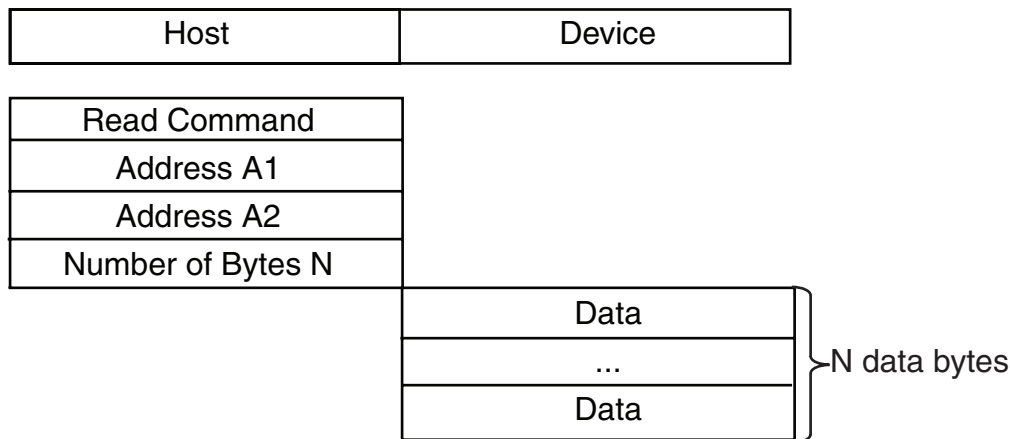 Host
Device
Read Command
Address A1
Address A2
Number of Bytes N
Data
...
N data bytes
Data